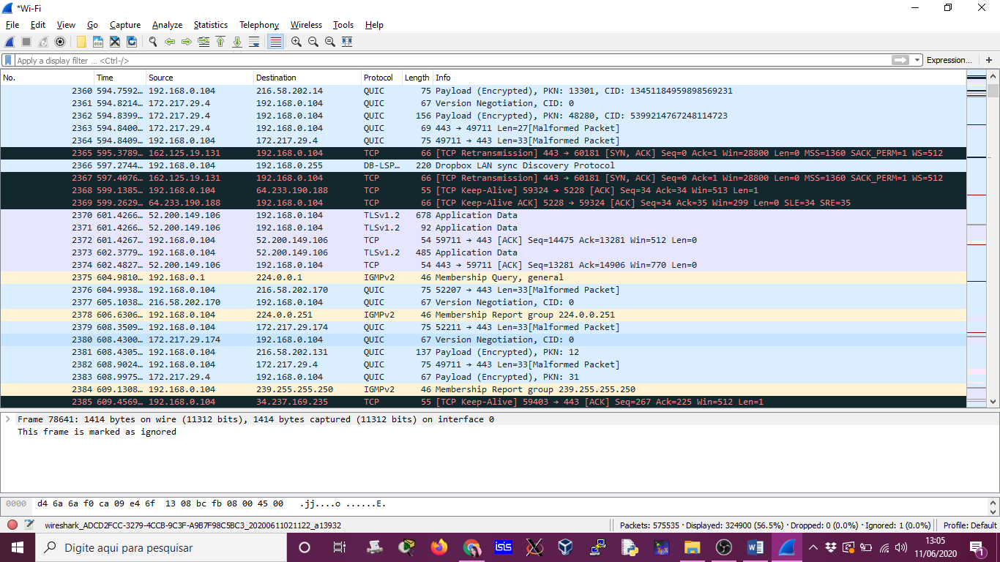 *Wi-Fi
File Edit View Go Capture Analyze Statistics Telephony Wireless Tools Help
Apply a display filter ... <Ctrl-/> Expression... +
No. Time Source Destination Protocol Length Info
2360 594.7592… 192.168.0.104 216.58.202.14 QUIC 75 Payload (Encrypted), PKN: 13301, CID: 13451184959898569231
2361 594.8214… 172.217.29.4 192.168.0.104 QUIC 67 Version Negotiation, CID: 0
2362 594.8399… 172.217.29.4 192.168.0.104 QUIC 156 Payload (Encrypted), PKN: 48280, CID: 5399214767248114723
2363 594.8400… 172.217.29.4 192.168.0.104 QUIC 69 443 → 49711 Len=27[Malformed Packet]
2364 594.8409… 192.168.0.104 172.217.29.4 QUIC 75 49711 → 443 Len=33[Malformed Packet]
2365 595.3789… 162.125.19.131 192.168.0.104 TCP 66 [TCP Retransmission] 443 → 60181 [SYN, ACK] Seq=0 Ack=1 Win=28800 Len=0 MSS=1360 SACK_PERM=1 WS=512
2366 597.2744… 192.168.0.104 192.168.0.255 DB-LSP… 220 Dropbox LAN sync Discovery Protocol
2367 597.4076… 162.125.19.131 192.168.0.104 TCP 66 [TCP Retransmission] 443 → 60181 [SYN, ACK] Seq=0 Ack=1 Win=28800 Len=0 MSS=1360 SACK_PERM=1 WS=512
2368 599.1385… 192.168.0.104 64.233.190.188 TCP 55 [TCP Keep-Alive] 59324 → 5228 [ACK] Seq=34 Ack=34 Win=513 Len=1
2369 599.2629… 64.233.190.188 192.168.0.104 TCP 66 [TCP Keep-Alive ACK] 5228 → 59324 [ACK] Seq=34 Ack=35 Win=299 Len=0 SLE=34 SRE=35
2370 601.4266… 52.200.149.106 192.168.0.104 TLSv1.2 678 Application Data
2371 601.4266… 52.200.149.106 192.168.0.104 TLSv1.2 92 Application Data
2372 601.4267… 192.168.0.104 52.200.149.106 TCP 54 59711 → 443 [ACK] Seq=14475 Ack=13281 Win=512 Len=0
2373 602.3779… 192.168.0.104 52.200.149.106 TLSv1.2 485 Application Data
2374 602.4827… 52.200.149.106 192.168.0.104 TCP 54 443 → 59711 [ACK] Seq=13281 Ack=14906 Win=770 Len=0
2375 604.9810… 192.168.0.1 224.0.0.1 IGMPv2 46 Membership Query, general
2376 604.9938… 192.168.0.104 216.58.202.170 QUIC 75 52207 → 443 Len=33[Malformed Packet]
2377 605.1038… 216.58.202.170 192.168.0.104 QUIC 67 Version Negotiation, CID: 0
2378 606.6306… 192.168.0.104 224.0.0.251 IGMPv2 46 Membership Report group 224.0.0.251
2379 608.3509… 192.168.0.104 172.217.29.174 QUIC 75 52211 → 443 Len=33[Malformed Packet]
2380 608.4300… 172.217.29.174 192.168.0.104 QUIC 67 Version Negotiation, CID: 0
2381 608.4305… 192.168.0.104 216.58.202.131 QUIC 137 Payload (Encrypted), PKN: 12
2382 608.9024… 192.168.0.104 172.217.29.4 QUIC 75 49711 → 443 Len=33[Malformed Packet]
2383 608.9975… 172.217.29.4 192.168.0.104 QUIC 67 Payload (Encrypted), PKN: 31
2384 609.1308… 192.168.0.104 239.255.255.250 IGMPv2 46 Membership Report group 239.255.255.250
2385 609.4569… 192.168.0.104 34.237.169.235 TCP 55 [TCP Keep-Alive] 59403 → 443 [ACK] Seq=267 Ack=225 Win=512 Len=1
Frame 78641: 1414 bytes on wire (11312 bits), 1414 bytes captured (11312 bits) on interface 0
This frame is marked as ignored
0000 d4 6a 6a f0 ca 09 e4 6f 13 08 bc fb 08 00 45 00 .jj....o ......E.
wireshark_ADCD2FCC-3279-4CCB-9C3F-A9B7F98C5BC3_20200611021122_a13932 Packets: 575535 · Displayed: 324900 (56.5%) · Dropped: 0 (0.0%) · Ignored: 1 (0.0%) Profile: Default
Digite aqui para pesquisar isis 13:05
11/06/2020 1